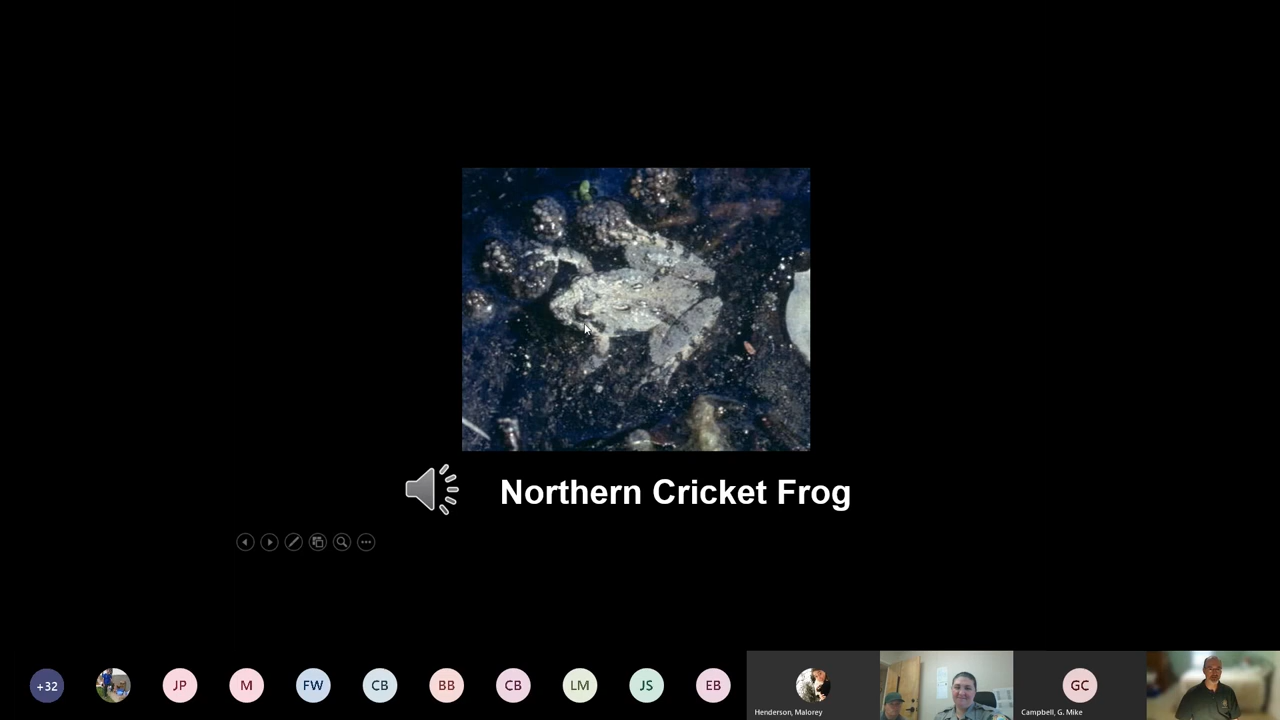 Northern Cricket Frog
+32
JP
M
FW
CB
BB
CB
LM
JS
EB
Henderson, Malorey
GC
Campbell, G. Mike